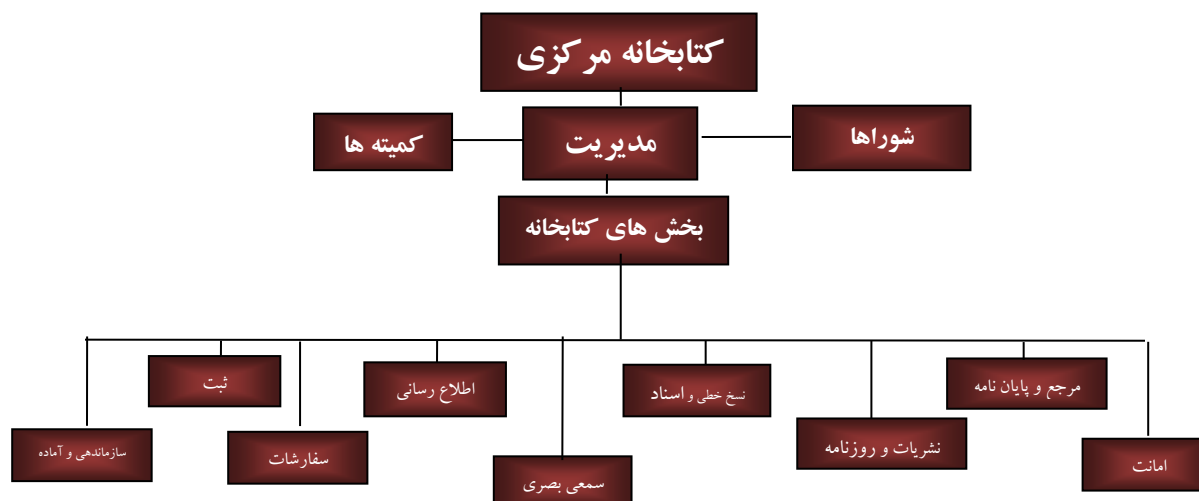 کتابخانه مرکزی
شوراها
مدیریت
کمیته ها
بخش های کتابخانه
مرجع و پایان نامه
نسخ خطی و اسناد
اطلاع رسانی
ثبت
امانت
نشریات و روزنامه
سمعی بصری
سفارشات
سازماندهی و آماده